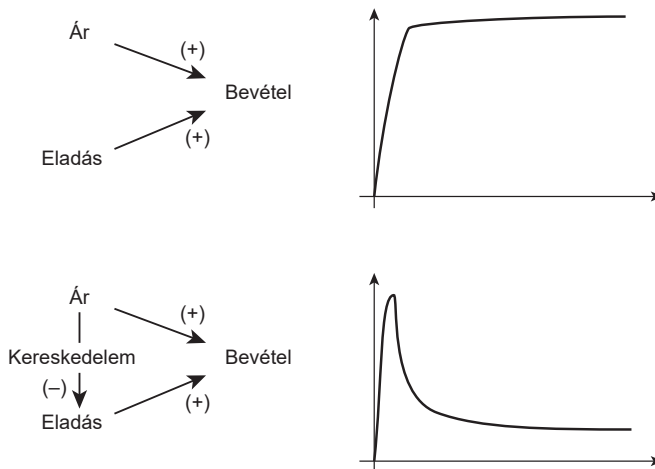 Ár
(+)
Bevétel
(+)
Eladás
Ár
(+)
Kereskedelem
Bevétel
(–)
(+)
Eladás